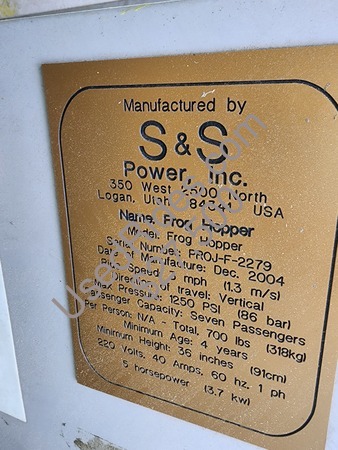 Manufactured by
S & S
Power, Inc.
350 West 2500 North
Logan, Utah 84341 USA
Name: Frog Hopper
Model: Frog Hopper
Serial Number: PROJ-F-2279
Date of Manufacture: Dec. 2004
Ride Speed: mph (1.3 m/s)
Direction of travel: Vertical
Max Pressure: 1250 PSI (86 bar)
Passenger Capacity: Seven Passengers
Per Person: N/A - Total, 700 lbs (318kg)
Minimum Age: 4 years
Minimum Height: 36 inches (91cm)
220 Volts, 40 Amps, 60 hz, 1 ph
5 horsepower (3.7 kw)